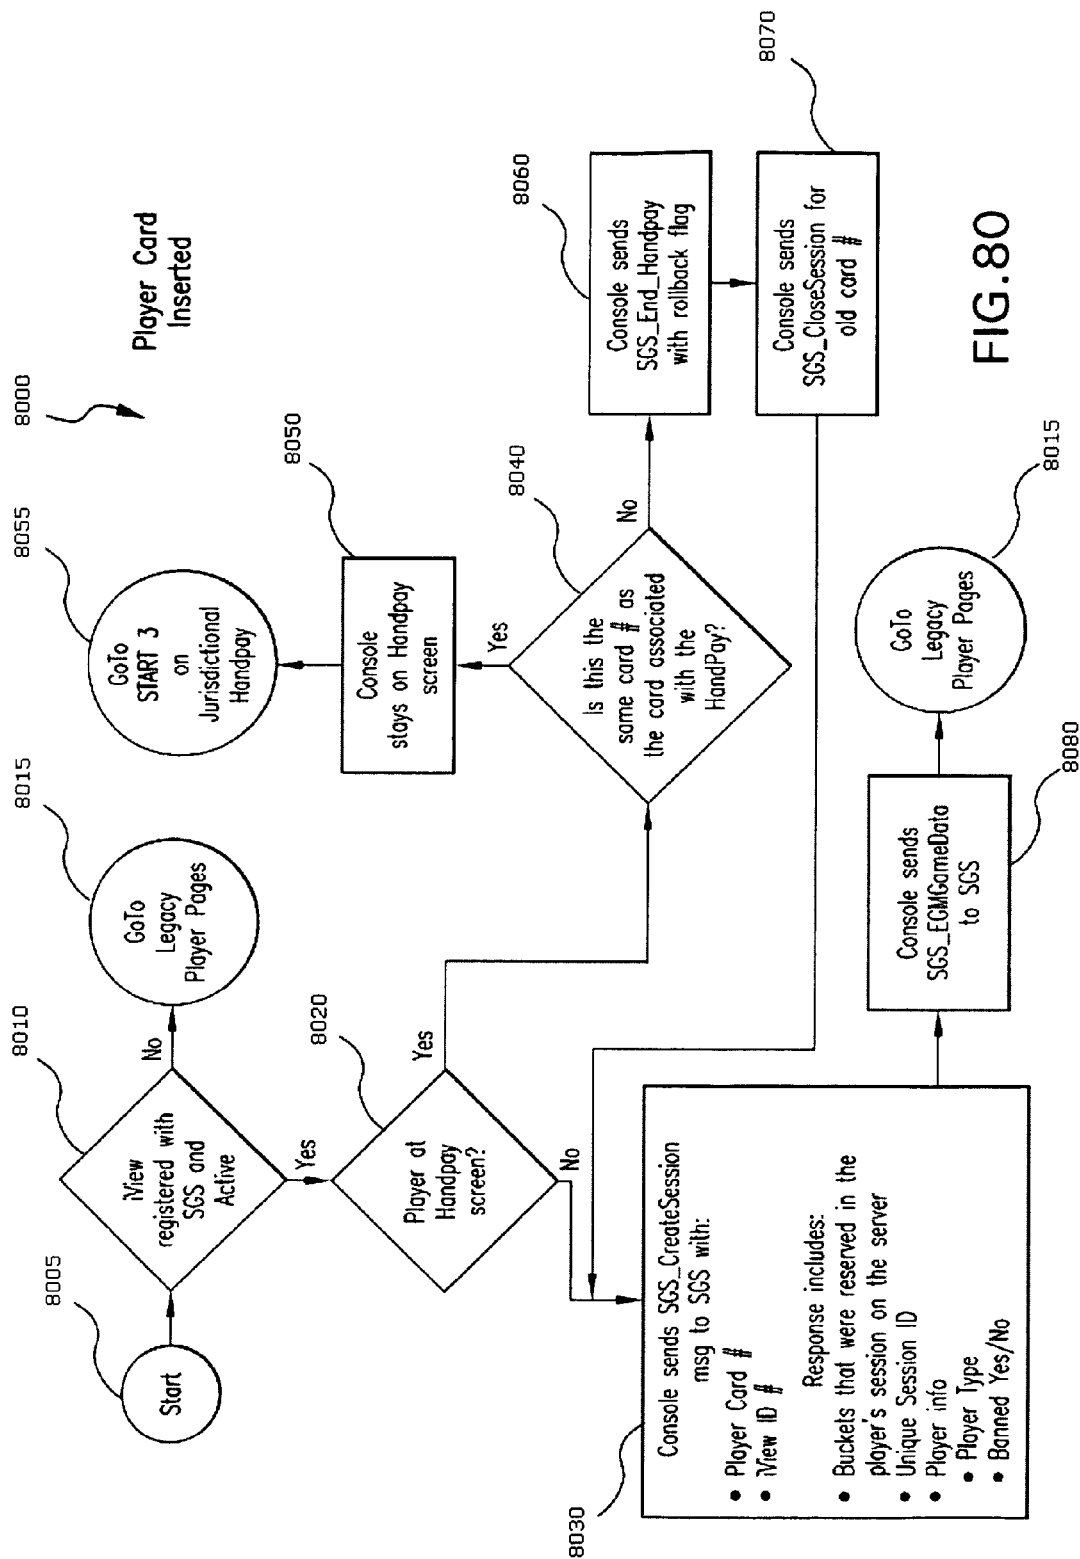 8000
Player Card
Inserted
8005
Start
8010
iView
registered with
SGS and
Active
No
Yes
8015
GoTo
Legacy
Player Pages
8020
Player at
Handpay
screen?
Yes
No
8055
GoTo
START 3
on
Jurisdictional
Handpay
8050
Console
stays on Handpay
screen
Yes
8040
Is this the
same card # as
the card associated
with the
HandPay?
No
8060
Console sends
SGS_End_Handpay
with rollback flag
8070
Console sends
SGS_CloseSession for
old card #
8030
Console sends SGS_CreateSession
msg to SGS with:
• Player Card #
• iView ID #
Response includes:
• Buckets that were reserved in the
player's session on the server
• Unique Session ID
• Player info
• Player Type
• Banned Yes/No
8080
Console sends
SGS_EGMGameData
to SGS
8015
GoTo
Legacy
Player Pages
FIG.80